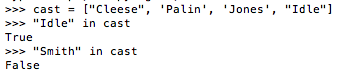 >>> cast = ["Cleese", 'Palin', 'Jones', "Idle"]
>>> "Idle" in cast
True
>>> "Smith" in cast
False